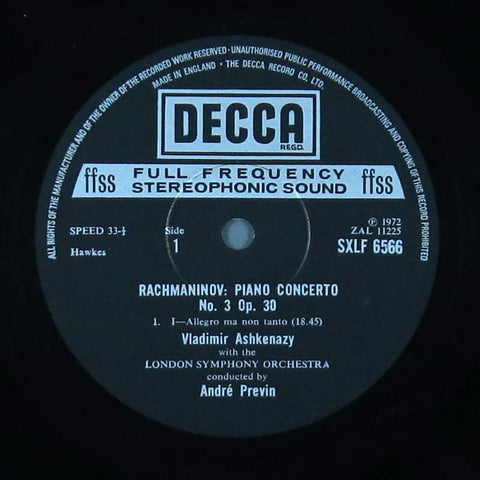 ALL RIGHTS OF THE MANUFACTURER AND OF THE OWNER OF THE RECORDED WORK RESERVED · UNAUTHORISED PUBLIC PERFORMANCE BROADCASTING AND COPYING OF THIS RECORD PROHIBITED
MADE IN ENGLAND · THE DECCA RECORD CO. LTD.
DECCA
REGD.
ffss FULL FREQUENCY STEREOPHONIC SOUND ffss
SPEED 33-⅓
Hawkes
Side
1
Ⓟ 1972
ZAL 11225
SXLF 6566
RACHMANINOV: PIANO CONCERTO
No. 3 Op. 30
1. I—Allegro ma non tanto (18.45)
Vladimir Ashkenazy
with the
LONDON SYMPHONY ORCHESTRA
conducted by
André Previn